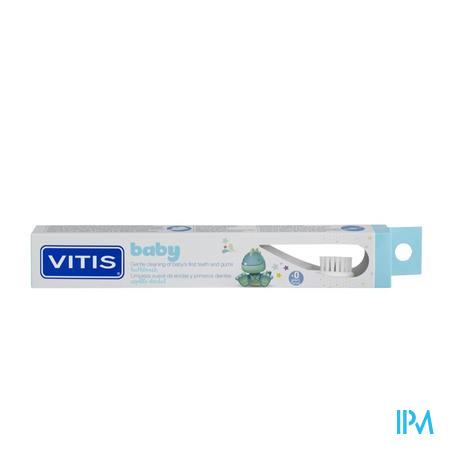 VITIS
baby
Gentle cleaning of baby's first teeth and gums
toothbrush
Limpieza suave de encías y primeros dientes
cepillo dental
+0
IPM